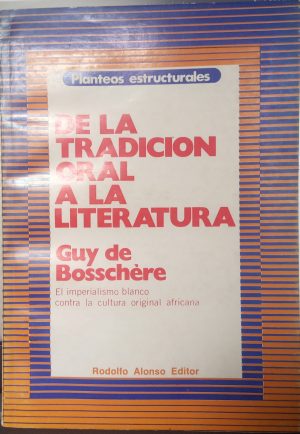 Planteos estructurales
DE LA
TRADICION
ORAL
A LA
LITERATURA
Guy de
Bosschère
El imperialismo blanco
contra la cultura original africana
Rodolfo Alonso Editor